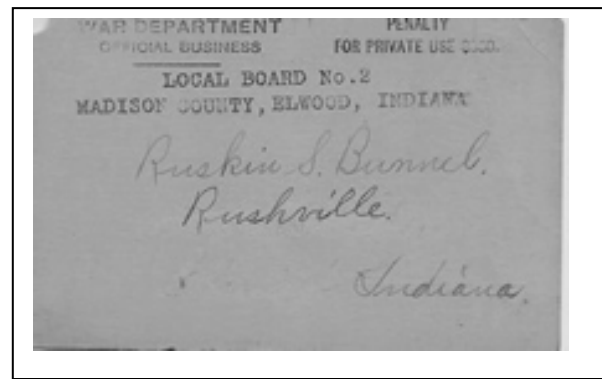 WAR DEPARTMENT
OFFICIAL BUSINESS
PENALTY
FOR PRIVATE USE $300.
LOCAL BOARD No.2
MADISON COUNTY, ELWOOD, INDIANA
Ruskin S. Bunnel.
Rushville.
Indiana.